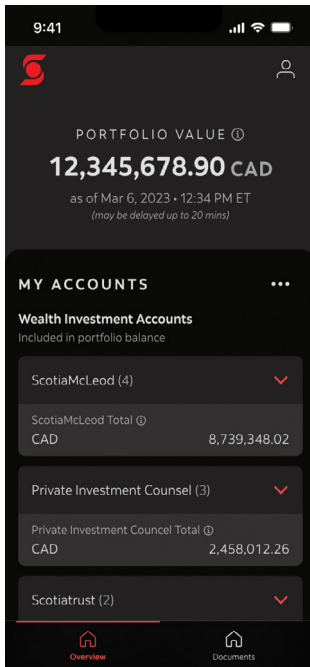 9:41
PORTFOLIO VALUE
12,345,678.90 CAD
as of Mar 6, 2023 • 12:34 PM ET
(may be delayed up to 20 mins)
MY ACCOUNTS
Wealth Investment Accounts
Included in portfolio balance
ScotiaMcLeod (4)
ScotiaMcLeod Total
CAD 8,739,348.02
Private Investment Counsel (3)
Private Investment Councel Total
CAD 2,458,012.26
Scotiatrust (2)
Overview Documents